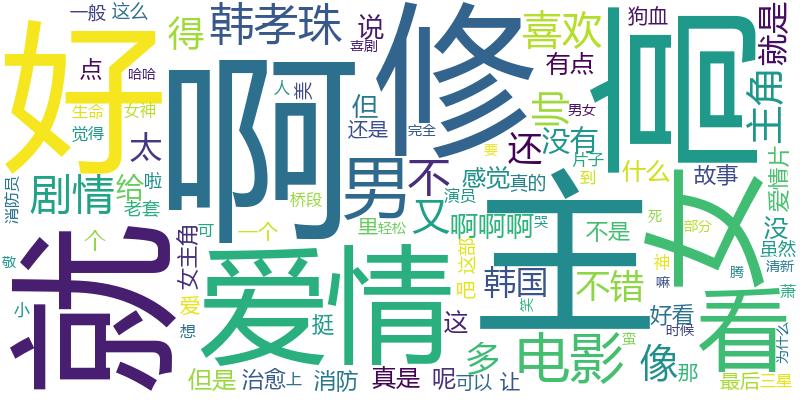 一般
这么
得
韩孝珠
说
喜剧
喜欢
狗血
就是
好
啊
修
高
点
哈哈
人
美
但
还是
完全
有点
帅
男女
主角
生命
女神
觉得
太
男
不
还
没有
要
片子
到
什么
故事
爱情片
消防员
剧情
给
啦
老套
桥段
里
轻松
又
感觉
真的
演员
啊啊啊
哭
不是
死
部分
女
没
虽然
清新
个
可
一个
就
女主角
爱情
主
巴
这部
韩国
笑
不错
神
嘛
腾
萧
看
敬
小
爱
想
挺
这
多
电影
蛮
像
好看
时候
那
为什么
但是
治愈
上
消防
真是
呢
可以
让
最后
三星